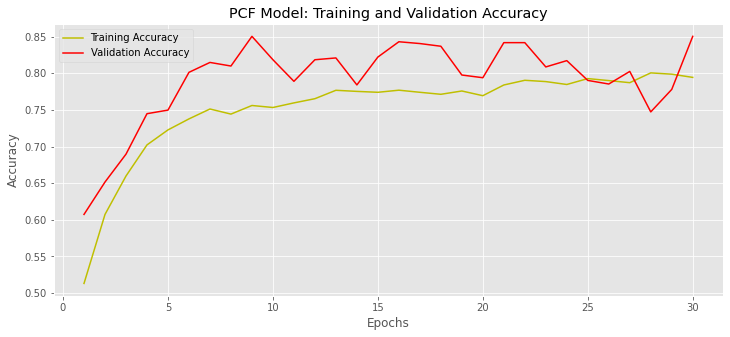 PCF Model: Training and Validation Accuracy
Training Accuracy
Validation Accuracy
Accuracy
0.85
0.80
0.75
0.70
0.65
0.60
0.55
0.50
0 5 10 15 20 25 30
Epochs